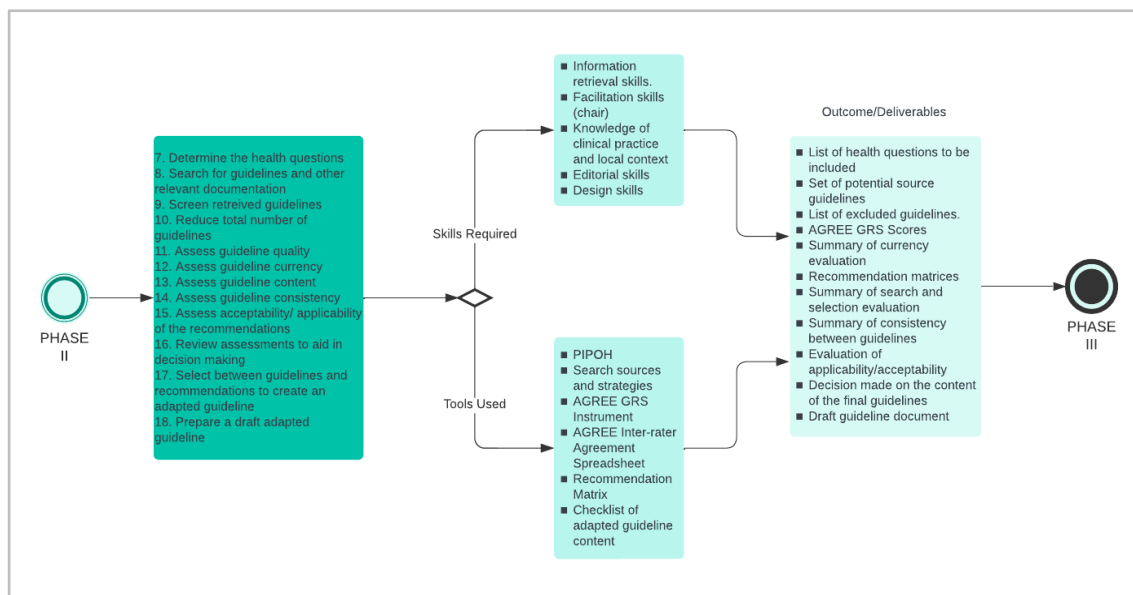 PHASE
II
7. Determine the health questions
8. Search for guidelines and other
relevant documentation
9. Screen retreived guidelines
10. Reduce total number of
guidelines
11. Assess guideline quality
12. Assess guideline currency
13. Assess guideline content
14. Assess guideline consistency
15. Assess acceptability/ applicability
of the recommendations
16. Review assessments to aid in
decision making
17. Select between guidelines and
recommendations to create an
adapted guideline
18. Prepare a draft adapted
guideline
Skills Required
Tools Used
▪ Information
retrieval skills.
▪ Facilitation skills
(chair)
▪ Knowledge of
clinical practice
and local context
▪ Editorial skills
▪ Design skills
▪ PIPOH
▪ Search sources
and strategies
▪ AGREE GRS
Instrument
▪ AGREE Inter-rater
Agreement
Spreadsheet
▪ Recommendation
Matrix
▪ Checklist of
adapted guideline
content
Outcome/Deliverables
▪ List of health questions to be
included
▪ Set of potential source
guidelines
▪ List of excluded guidelines.
▪ AGREE GRS Scores
▪ Summary of currency
evaluation
▪ Recommendation matrices
▪ Summary of search and
selection evaluation
▪ Summary of consistency
between guidelines
▪ Evaluation of
applicability/acceptability
▪ Decision made on the content
of the final guidelines
▪ Draft guideline document
PHASE
III